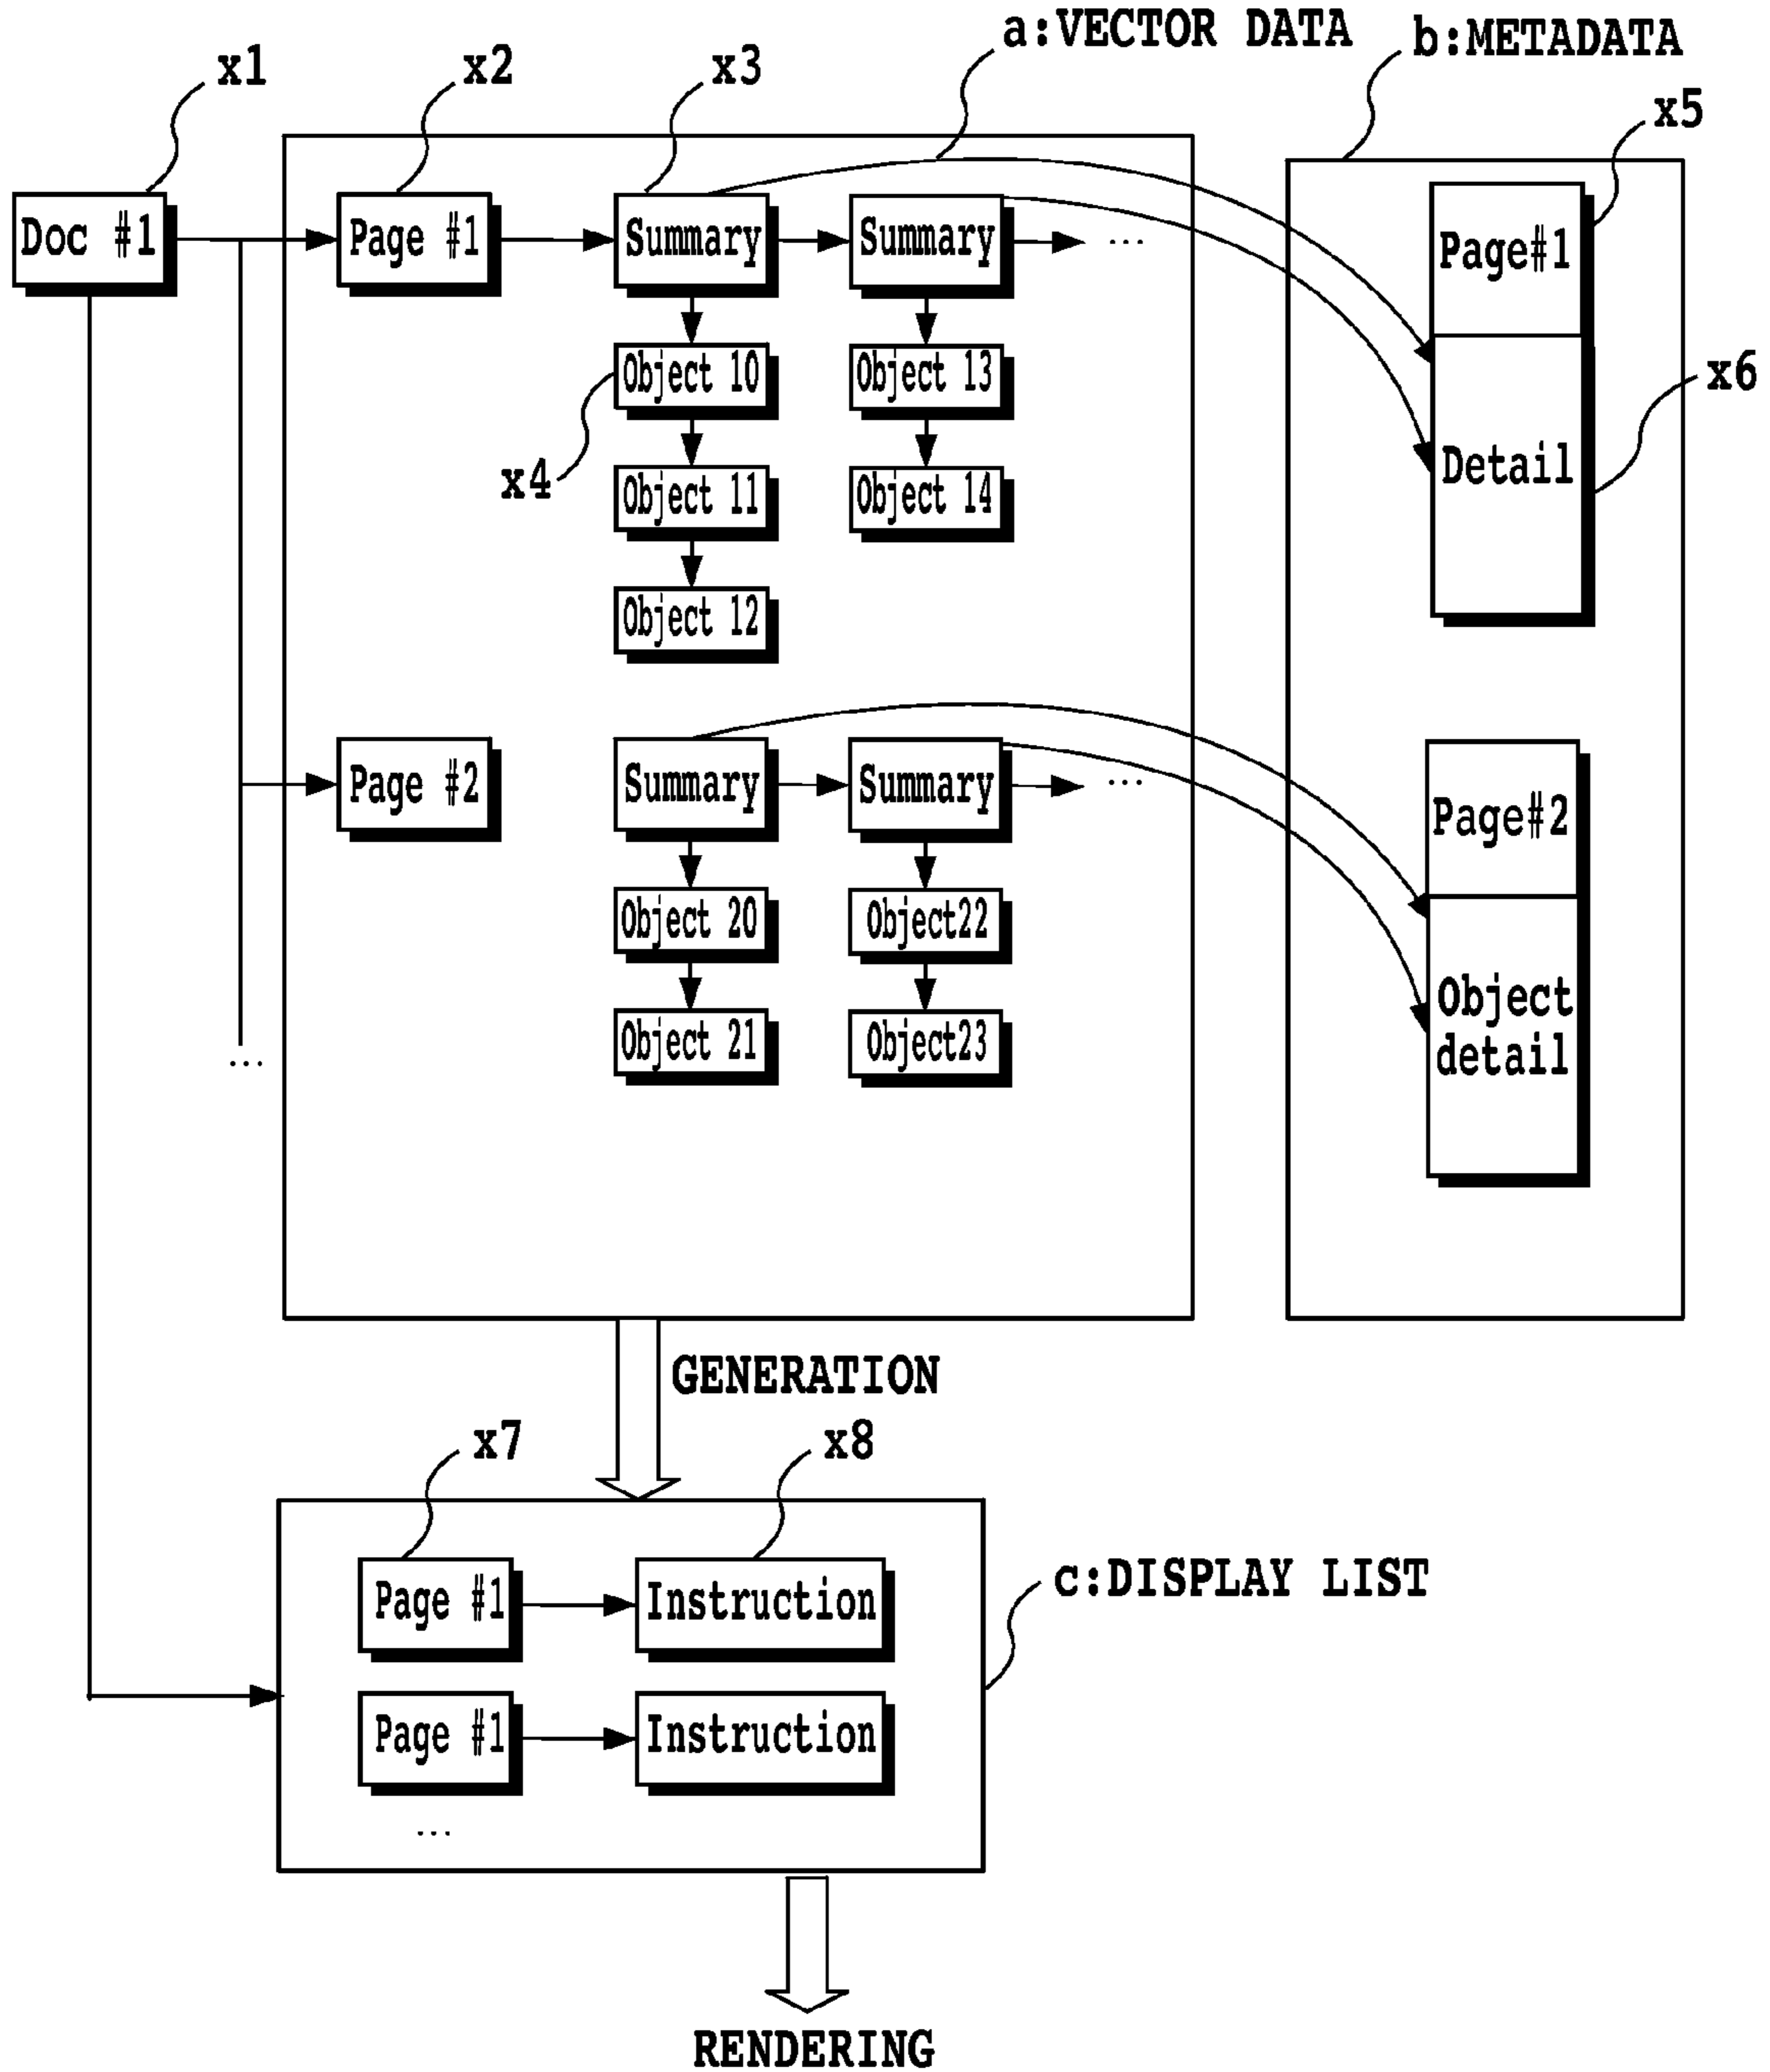 a:VECTOR DATA
b:METADATA
x1
x2
x3
x5
Doc #1
Page #1
Summary
Summary
...
Page#1
Object 10
Object 13
x6
x4
Object 11
Object 14
Detail
Object 12
Page #2
Summary
Summary
...
Page#2
Object 20
Object22
Object
detail
Object 21
Object23
...
GENERATION
x7
x8
Page #1
Instruction
c:DISPLAY LIST
Page #1
Instruction
...
RENDERING